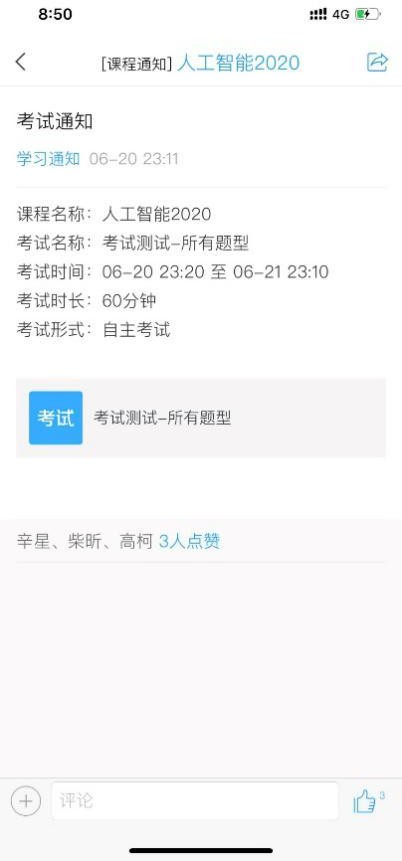 8:50
4G
[课程通知] 人工智能2020
考试通知
学习通知 06-20 23:11
课程名称：人工智能2020
考试名称：考试测试-所有题型
考试时间：06-20 23:20 至 06-21 23:10
考试时长：60分钟
考试形式：自主考试
考试 考试测试-所有题型
辛星、柴昕、高柯 3人点赞
评论
3